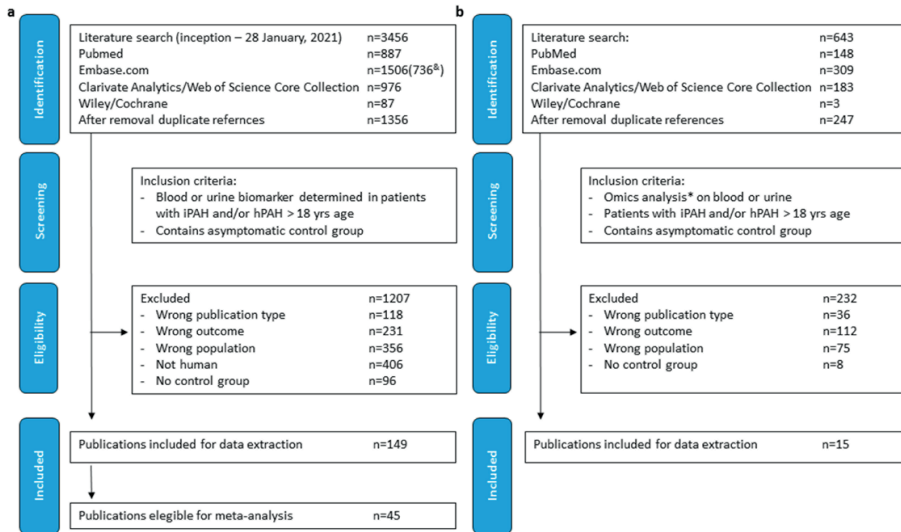 a
Identification
Literature search (inception – 28 January, 2021) n=3456
Pubmed n=887
Embase.com n=1506(736&)
Clarivate Analytics/Web of Science Core Collection n=976
Wiley/Cochrane n=87
After removal duplicate refernces n=1356
Screening
Inclusion criteria:
- Blood or urine biomarker determined in patients
with iPAH and/or hPAH > 18 yrs age
- Contains asymptomatic control group
Eligibility
Excluded n=1207
- Wrong publication type n=118
- Wrong outcome n=231
- Wrong population n=356
- Not human n=406
- No control group n=96
Included
Publications included for data extraction n=149
Publications elegible for meta-analysis n=45
b
Identification
Literature search: n=643
PubMed n=148
Embase.com n=309
Clarivate Analytics/Web of Science Core Collection n=183
Wiley/Cochrane n=3
After removal duplicate references n=247
Screening
Inclusion criteria:
- Omics analysis* on blood or urine
- Patients with iPAH and/or hPAH > 18 yrs age
- Contains asymptomatic control group
Eligibility
Excluded n=232
- Wrong publication type n=36
- Wrong outcome n=112
- Wrong population n=75
- No control group n=8
Included
Publications included for data extraction n=15